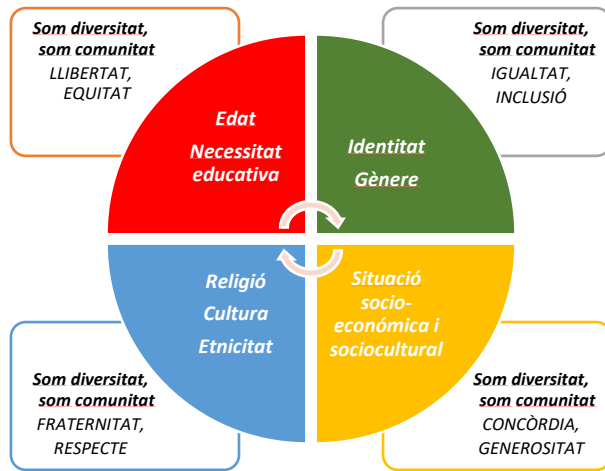 Som diversitat,
som comunitat
LLIBERTAT,
EQUITAT
Som diversitat,
som comunitat
IGUALTAT,
INCLUSIÓ
Edat
Necessitat
educativa
Identitat
Gènere
Religió
Cultura
Etnicitat
Situació
socio-
económica i
sociocultural
Som diversitat,
som comunitat
FRATERNITAT,
RESPECTE
Som diversitat,
som comunitat
CONCÒRDIA,
GENEROSITAT